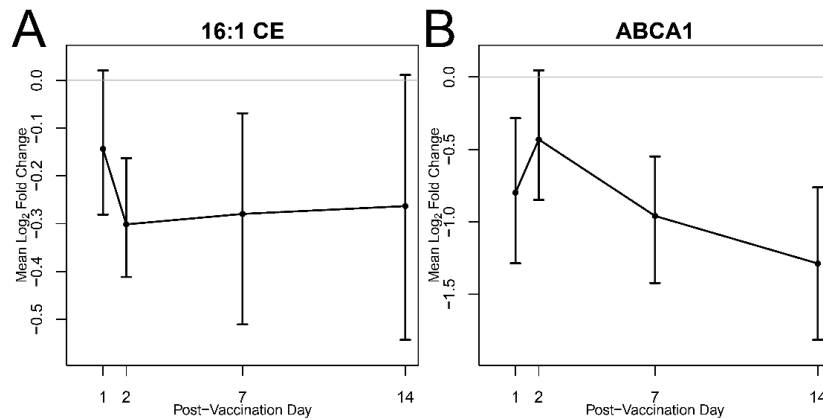 A
16:1 CE
Mean Log2 Fold Change
0.0
−0.1
−0.2
−0.3
−0.4
−0.5
1 2 7 14
Post−Vaccination Day
B
ABCA1
Mean Log2 Fold Change
0.0
−0.5
−1.0
−1.5
1 2 7 14
Post−Vaccination Day